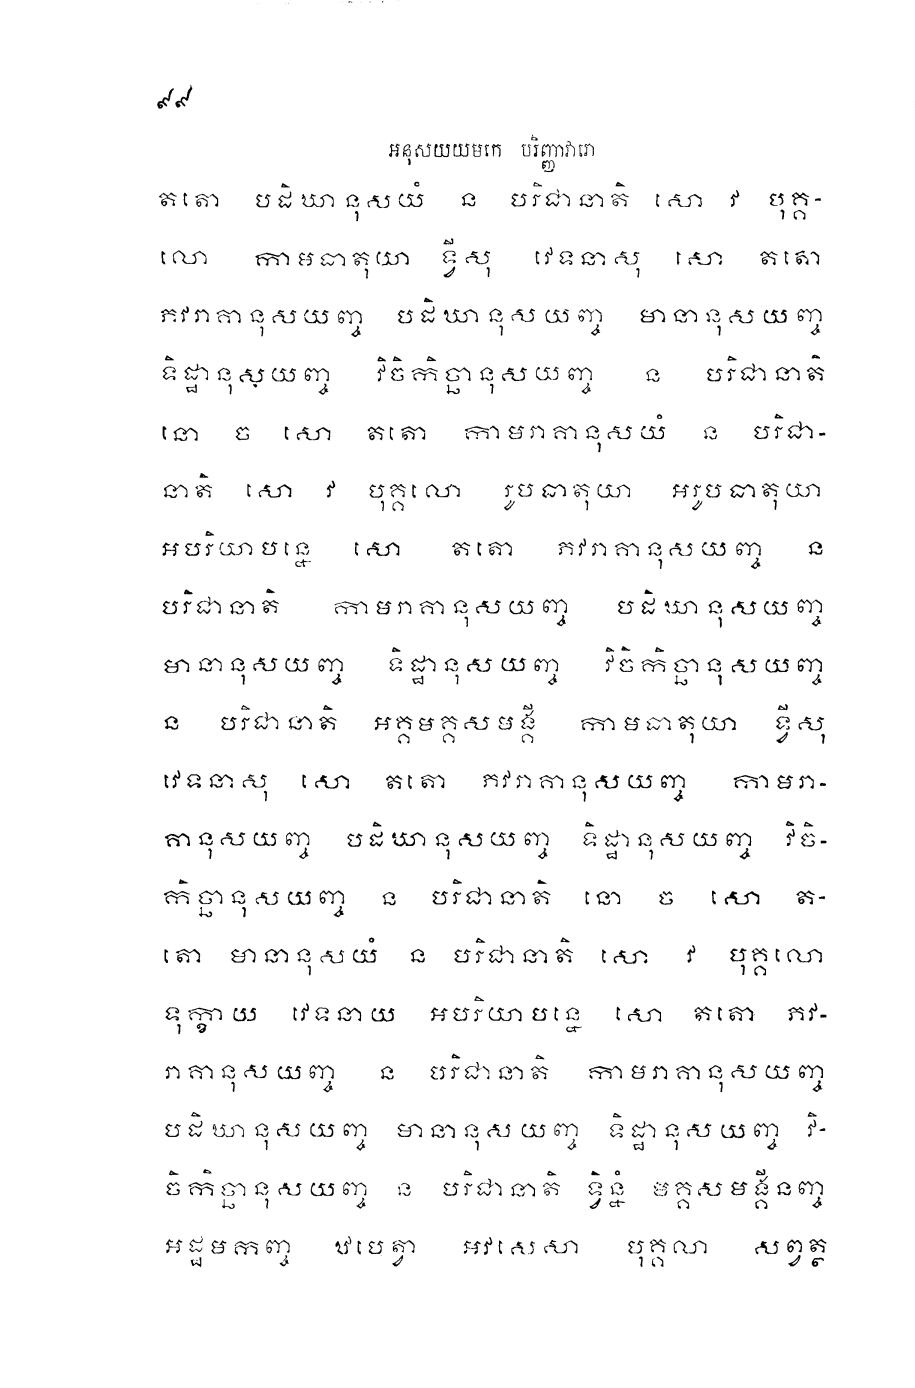 ៩៩
អនុសយយមកេ បរិញ្ញាវារោ
តតោ បដិឃានុសយំ ន បរិជានាតិ សោ វ បុគ្គ-
លោ កាមធាតុយា ទ្វីសុ វេទនាសុ សោ តតោ
ភវរាគានុសយញ្ច បដិឃានុសយញ្ច មានានុសយញ្ច
ទិដ្ឋានុសយញ្ច វិចិកិច្ឆានុសយញ្ច ន បរិជានាតិ
នោ ច សោ តតោ កាមរាគានុសយំ ន បរិជា-
នាតិ សោ វ បុគ្គលោ រូបធាតុយា អរូបធាតុយា
អបរិយាបន្នេ សោ តតោ ភវរាគានុសយញ្ច ន
បរិជានាតិ កាមរាគានុសយញ្ច បដិឃានុសយញ្ច
មានានុសយញ្ច ទិដ្ឋានុសយញ្ច វិចិកិច្ឆានុសយញ្ច
ន បរិជានាតិ អគ្គមគ្គសមង្គី កាមធាតុយា ទ្វីសុ
វេទនាសុ សោ តតោ ភវរាគានុសយញ្ច កាមរា-
គានុសយញ្ច បដិឃានុសយញ្ច ទិដ្ឋានុសយញ្ច វិចិ-
កិច្ឆានុសយញ្ច ន បរិជានាតិ នោ ច សោ ត-
តោ មានានុសយំ ន បរិជានាតិ សោ វ បុគ្គលោ
ទុក្ខាយ វេទនាយ អបរិយាបន្នេ សោ តតោ ភវ-
រាគានុសយញ្ច ន បរិជានាតិ កាមរាគានុសយញ្ច
បដិឃានុសយញ្ច មានានុសយញ្ច ទិដ្ឋានុសយញ្ច វិ-
ចិកិច្ឆានុសយញ្ច ន បរិជានាតិ ទ្វិន្នំ មគ្គសមង្គីនញ្ច
អដ្ឋមកញ្ច ឋបេត្វា អវសេសា បុគ្គលា សព្វត្ថ